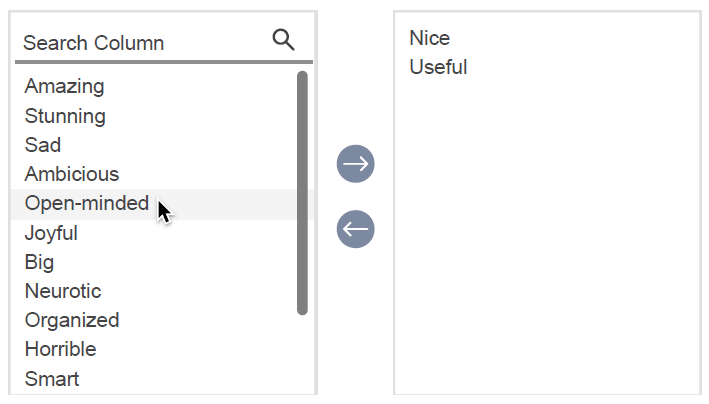 Search Column
Amazing
Stunning
Sad
Ambicious
Open-minded
Joyful
Big
Neurotic
Organized
Horrible
Smart
Nice
Useful